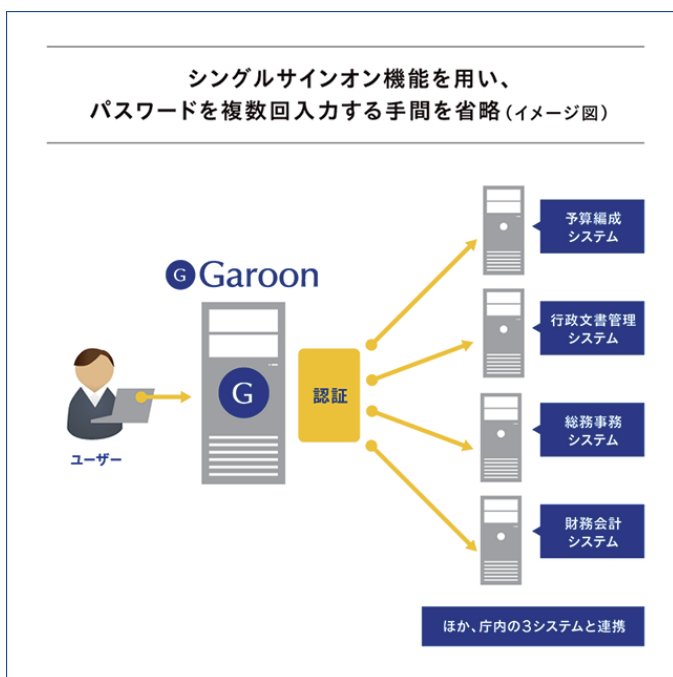 シングルサインオン機能を用い、
パスワードを複数回入力する手間を省略(イメージ図)
G Garoon
G
認証
ユーザー
予算編成
システム
行政文書管理
システム
総務事務
システム
財務会計
システム
ほか、庁内の3システムと連携